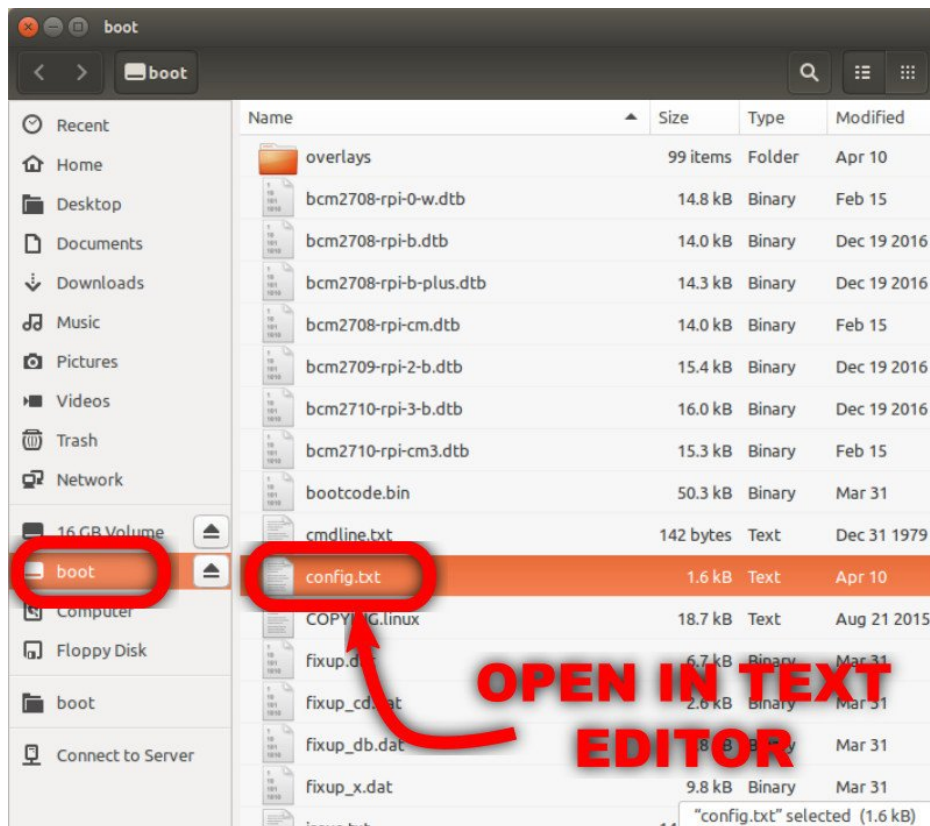 boot
boot
Recent
Home
Desktop
Documents
Downloads
Music
Pictures
Videos
Trash
Network
16 GB Volume
boot
Computer
Floppy Disk
boot
Connect to Server
Name Size Type Modified
overlays 99 items Folder Apr 10
bcm2708-rpi-0-w.dtb 14.8 kB Binary Feb 15
bcm2708-rpi-b.dtb 14.0 kB Binary Dec 19 2016
bcm2708-rpi-b-plus.dtb 14.3 kB Binary Dec 19 2016
bcm2708-rpi-cm.dtb 14.0 kB Binary Feb 15
bcm2709-rpi-2-b.dtb 15.4 kB Binary Dec 19 2016
bcm2710-rpi-3-b.dtb 16.0 kB Binary Dec 19 2016
bcm2710-rpi-cm3.dtb 15.3 kB Binary Feb 15
bootcode.bin 50.3 kB Binary Mar 31
cmdline.txt 142 bytes Text Dec 31 1979
config.txt 1.6 kB Text Apr 10
COPYING.linux 18.7 kB Text Aug 21 2015
6.7 kB Binary Mar 31
2.6 kB Binary Mar 31
fixup_db.dat Mar 31
fixup_x.dat 9.8 kB Binary Mar 31
OPEN IN TEXT
EDITOR
"config.txt" selected (1.6 kB)